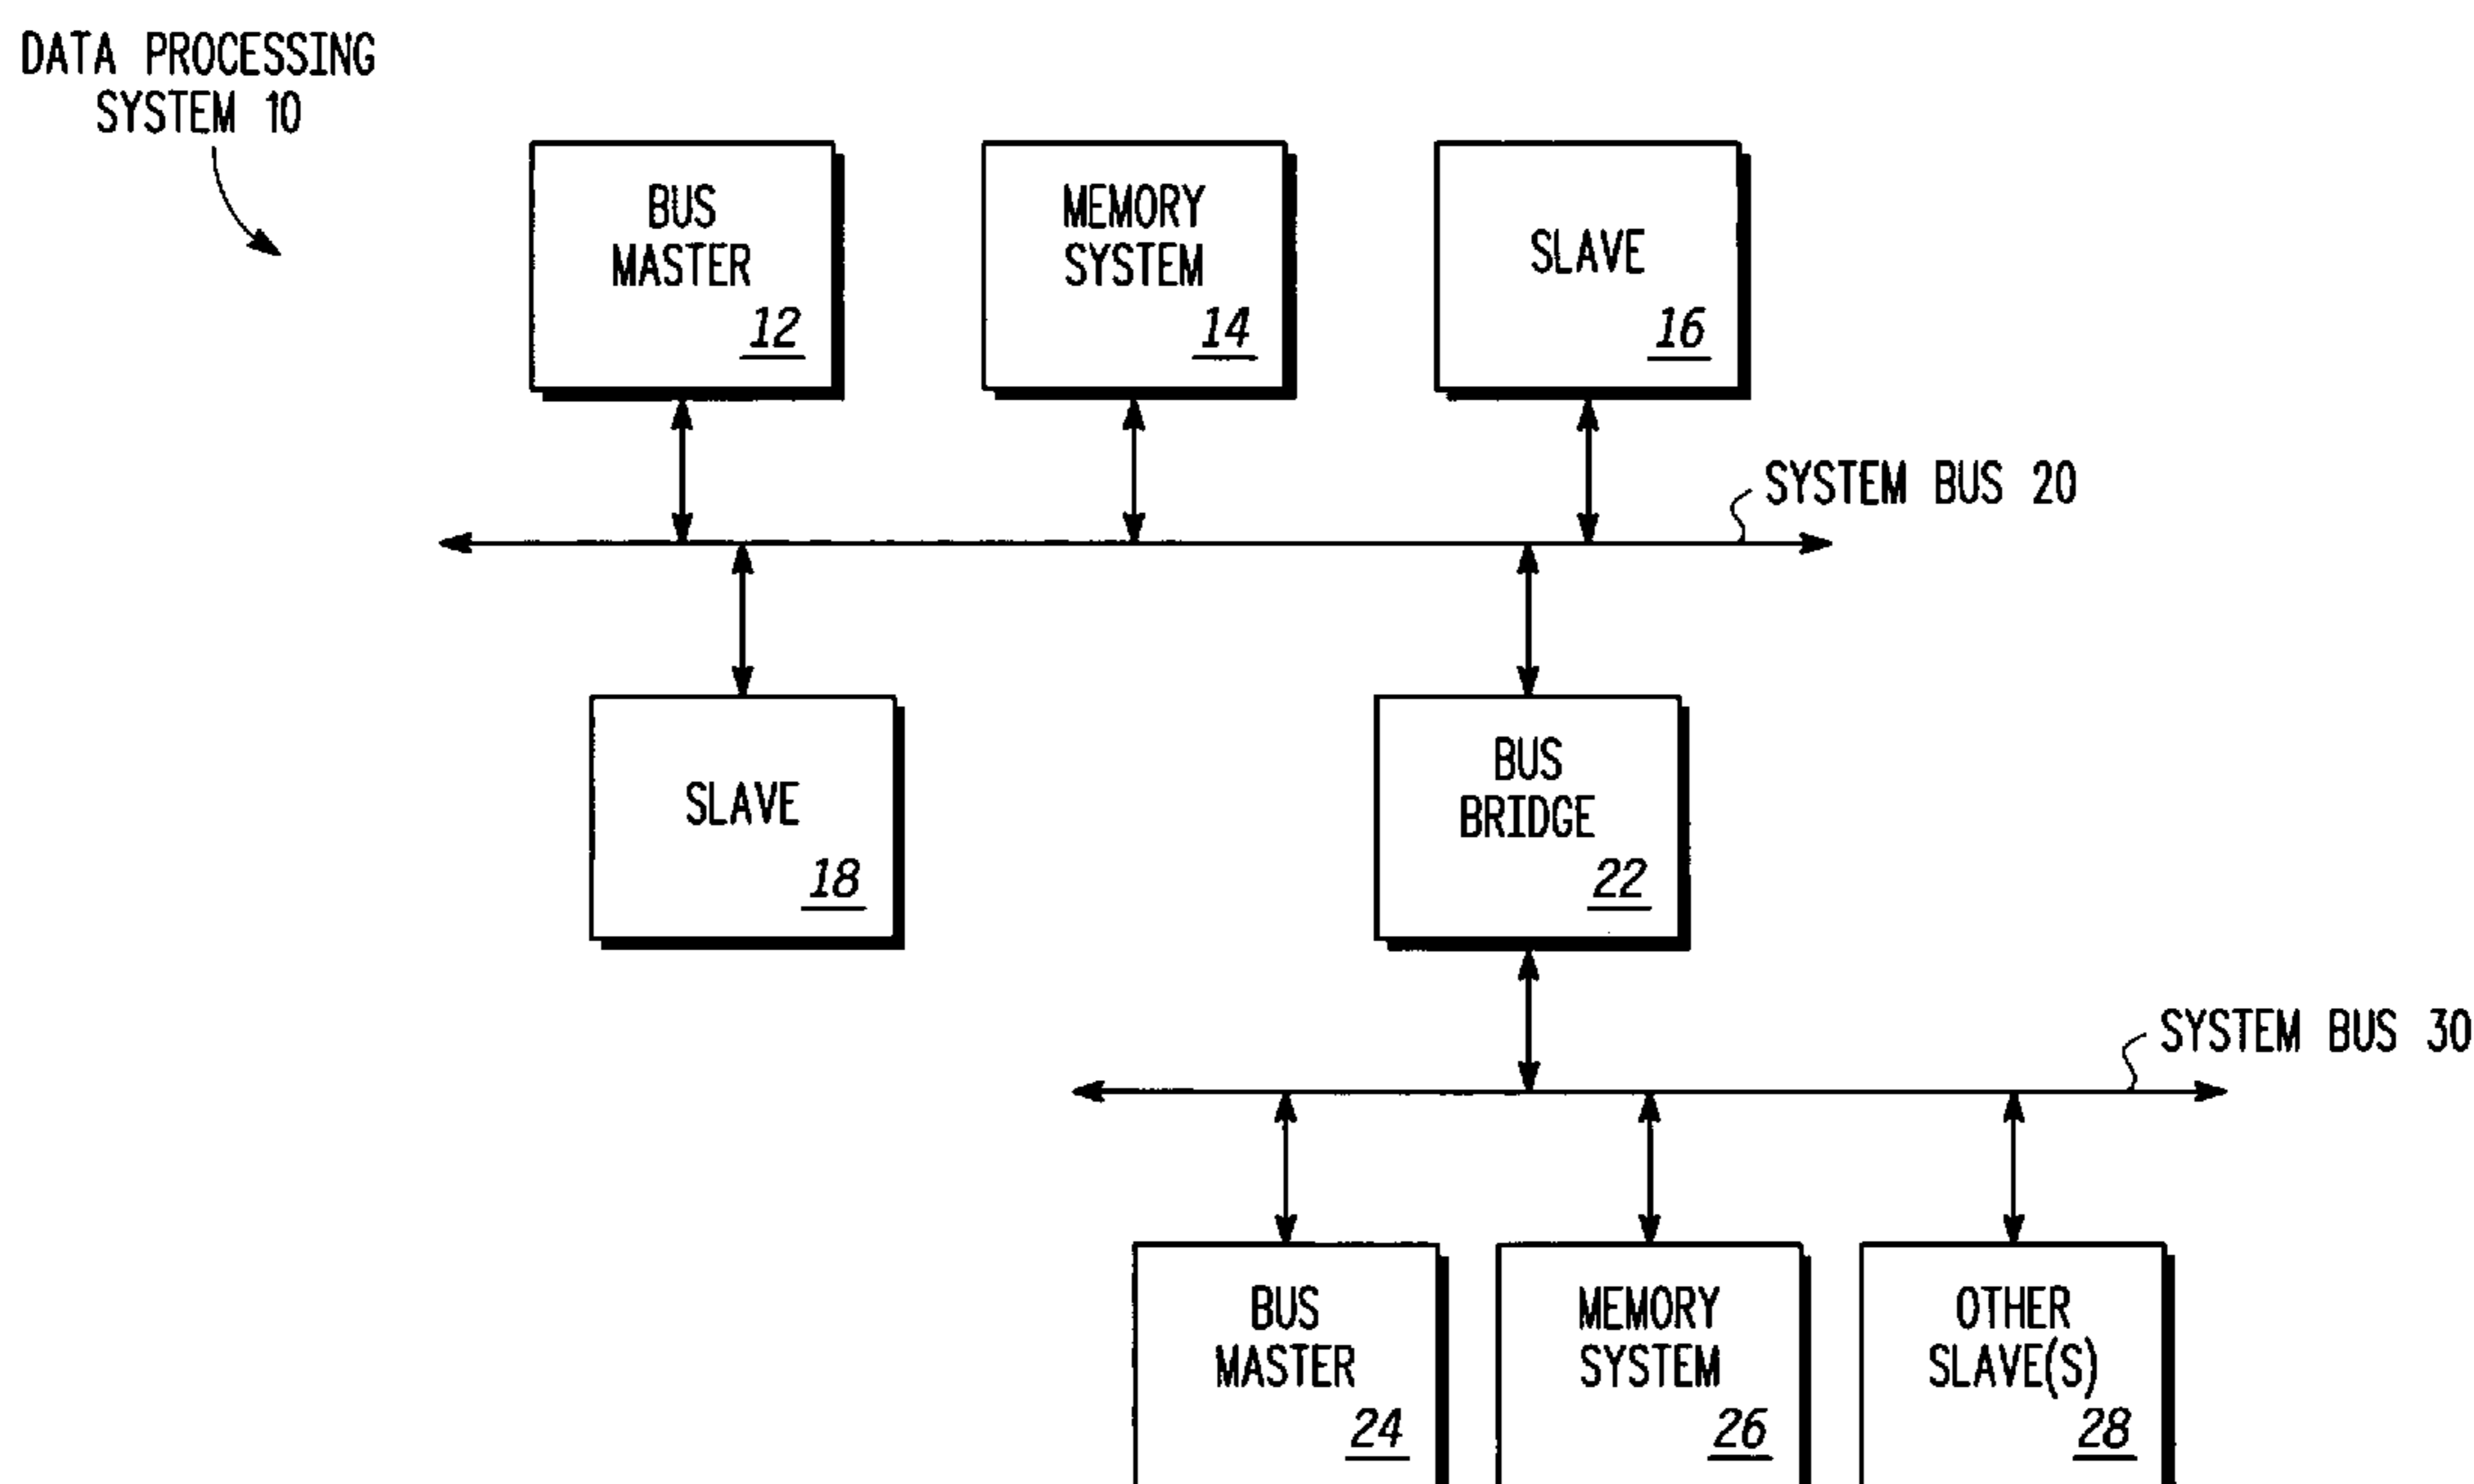 DATA PROCESSING
SYSTEM 10
BUS
MASTER
12
MEMORY
SYSTEM
14
SLAVE
16
SYSTEM BUS 20
SLAVE
18
BUS
BRIDGE
22
SYSTEM BUS 30
BUS
MASTER
24
MEMORY
SYSTEM
26
OTHER
SLAVE(S)
28